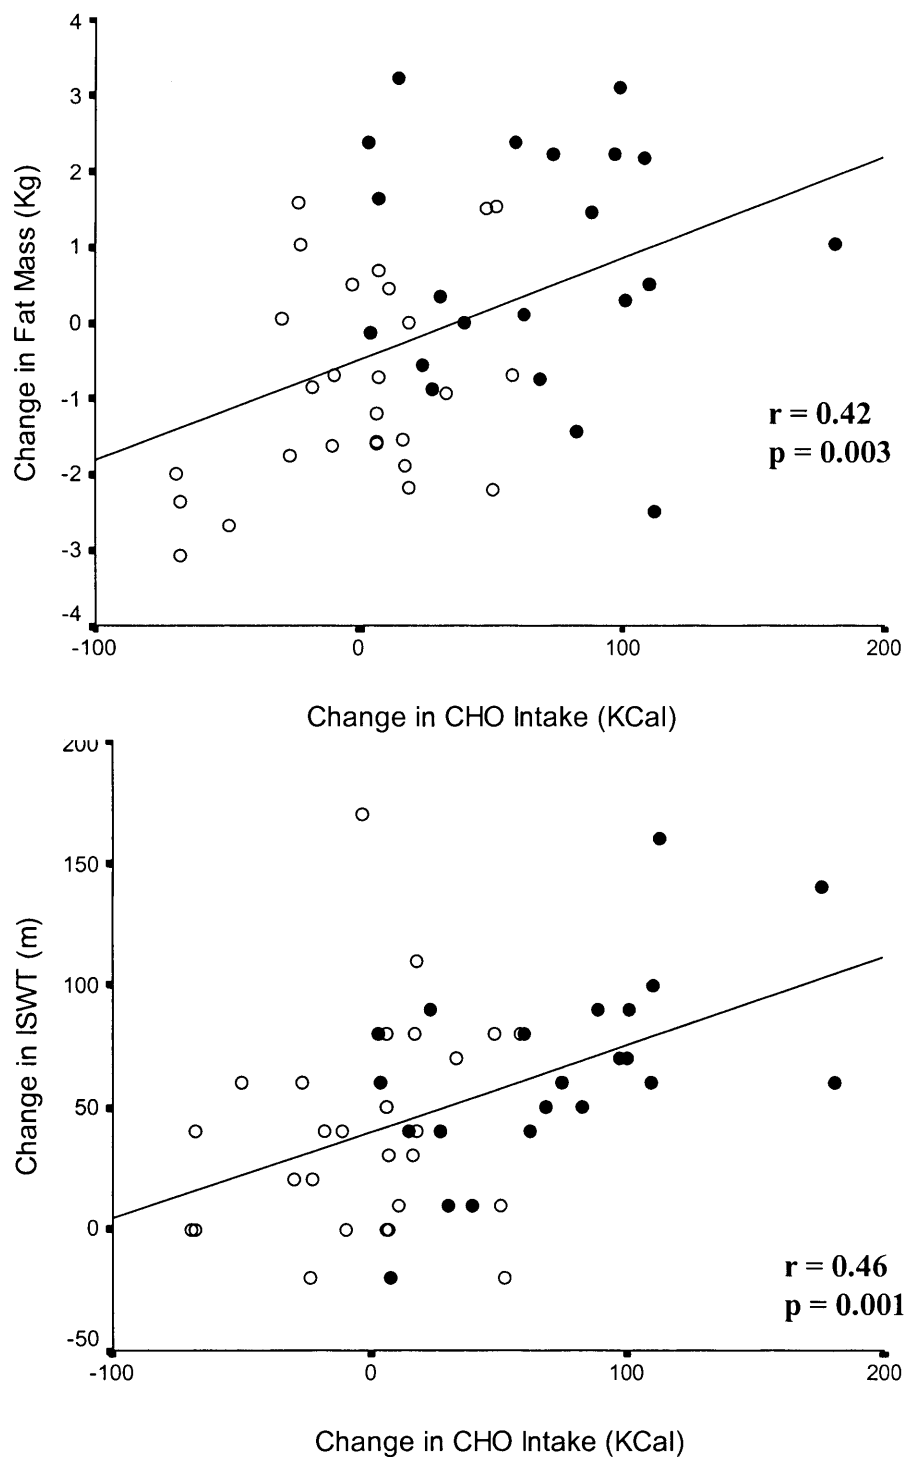 4
3
2
1
0
-1
-2
-3
-4
Change in Fat Mass (Kg)
r = 0.42
p = 0.003
-100 0 100 200
Change in CHO Intake (KCal)
200
150
100
50
0
-50
Change in ISWT (m)
r = 0.46
p = 0.001
-100 0 100 200
Change in CHO Intake (KCal)